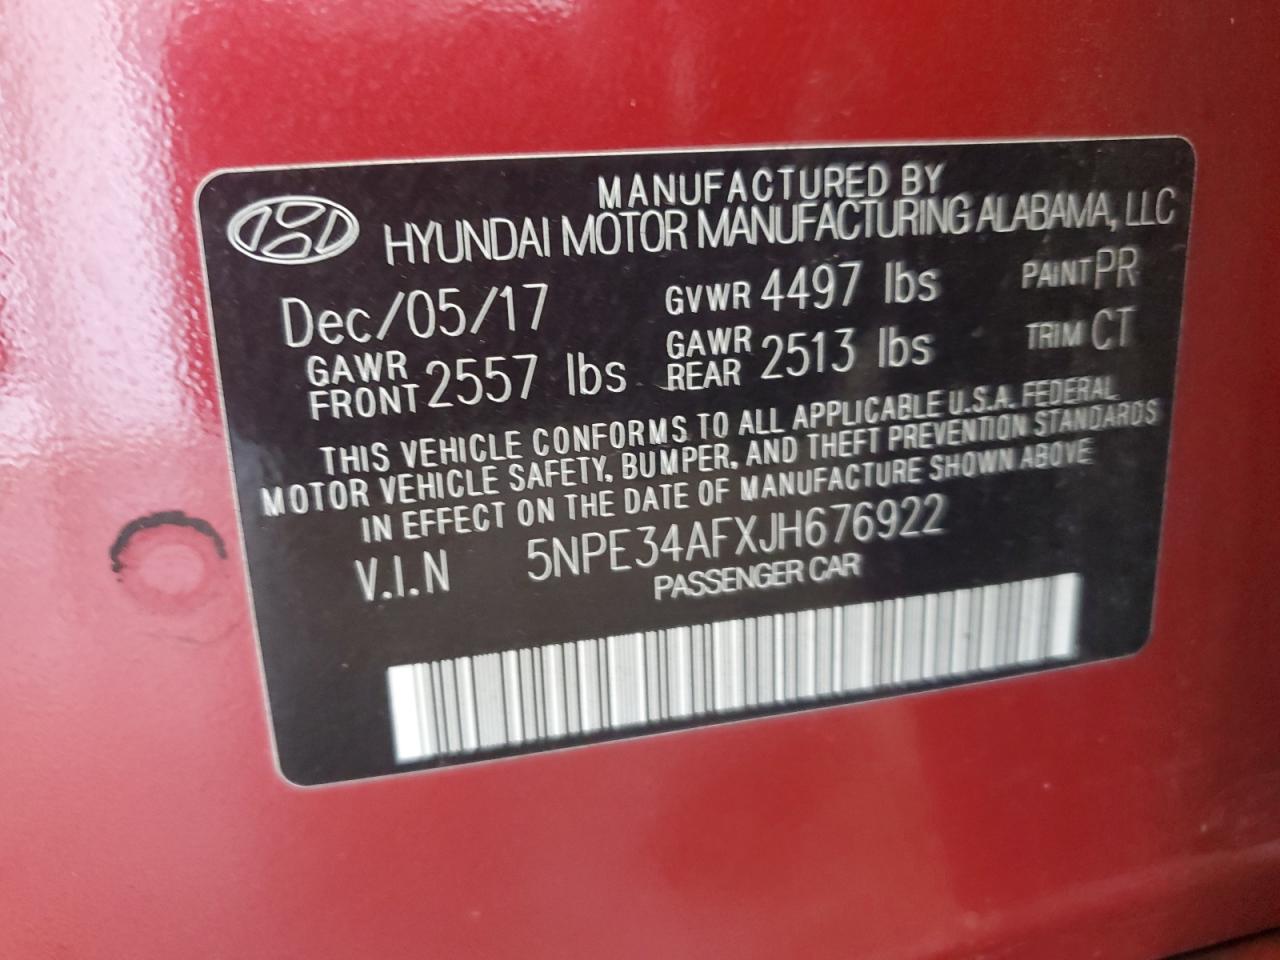 MANUFACTURED BY
HYUNDAI MOTOR MANUFACTURING ALABAMA, LLC
Dec/05/17 GVWR 4497 lbs PAINT PR
GAWR FRONT 2557 lbs GAWR REAR 2513 lbs TRIM CT
THIS VEHICLE CONFORMS TO ALL APPLICABLE U.S.A. FEDERAL
MOTOR VEHICLE SAFETY, BUMPER, AND THEFT PREVENTION STANDARDS
IN EFFECT ON THE DATE OF MANUFACTURE SHOWN ABOVE
V.I.N 5NPE34AFXJH676922
PASSENGER CAR